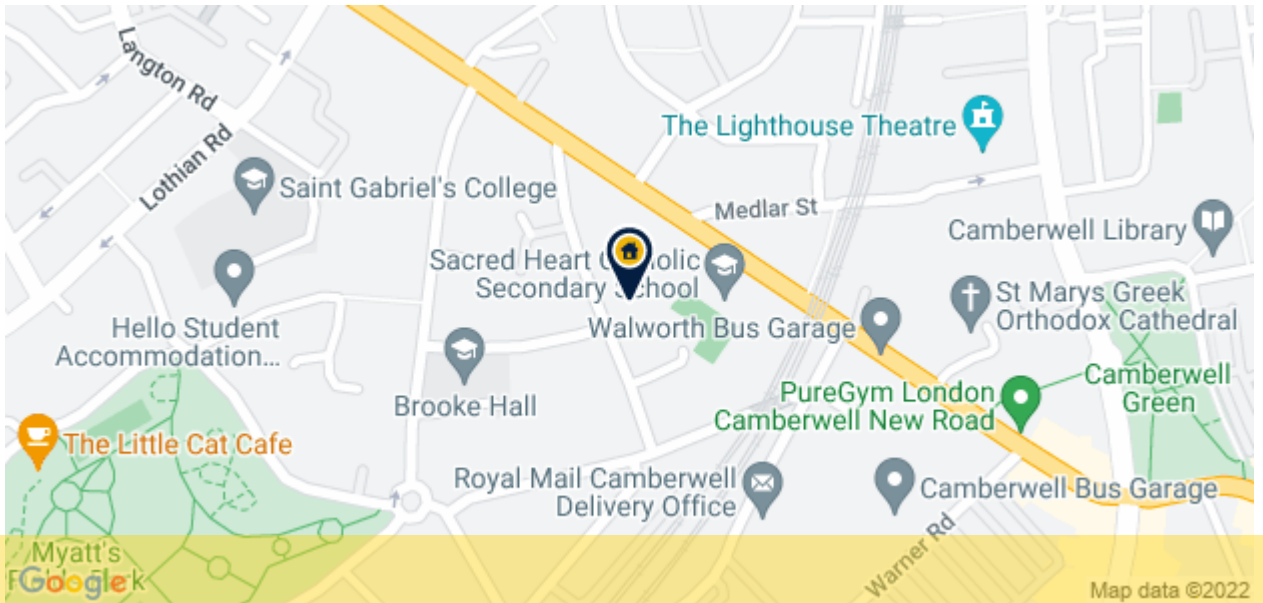 Langton Rd
Lothian Rd
The Lighthouse Theatre
Saint Gabriel's College
Medlar St
Camberwell Library
Sacred Heart C
olic
Secondary School
St Marys Greek
Orthodox Cathedral
Hello Student
Accommodation...
Walworth Bus Garage
Brooke Hall
PureGym London
Camberwell New Road
Camberwell
Green
The Little Cat Cafe
Royal Mail Camberwell
Delivery Office
Camberwell Bus Garage
Warner Rd
Myatt's
Google
Map data ©2022